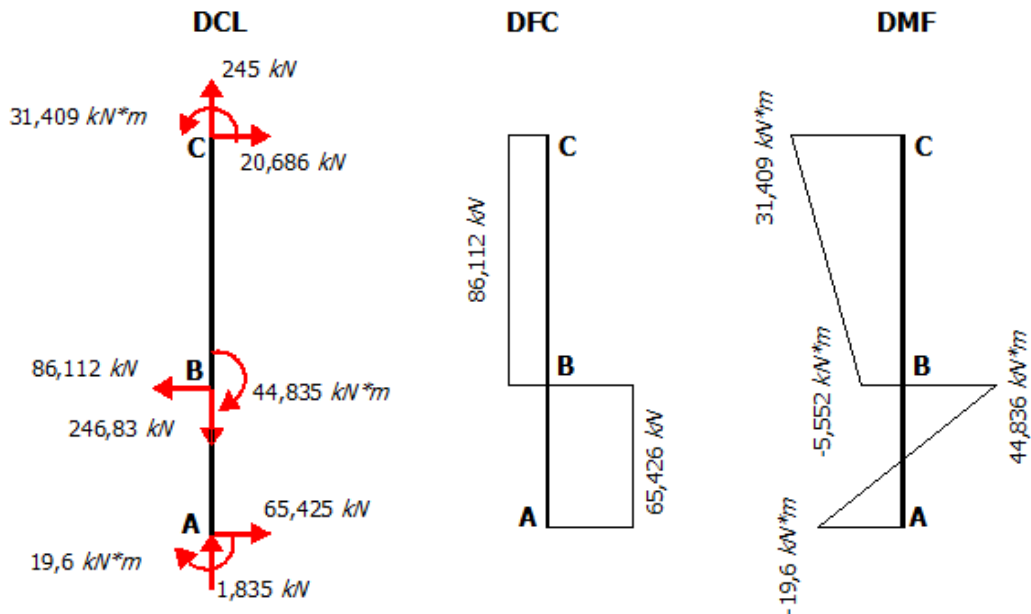 DCL
245 kN
31,409 kN*m
C
20,686 kN
86,112 kN
B
44,835 kN*m
246,83 kN
A
65,425 kN
19,6 kN*m
1,835 kN
DFC
C
86,112 kN
B
65,426 kN
A
DMF
31,409 kN*m
C
B
-5,552 kN*m
44,836 kN*m
A
-19,6 kN*m